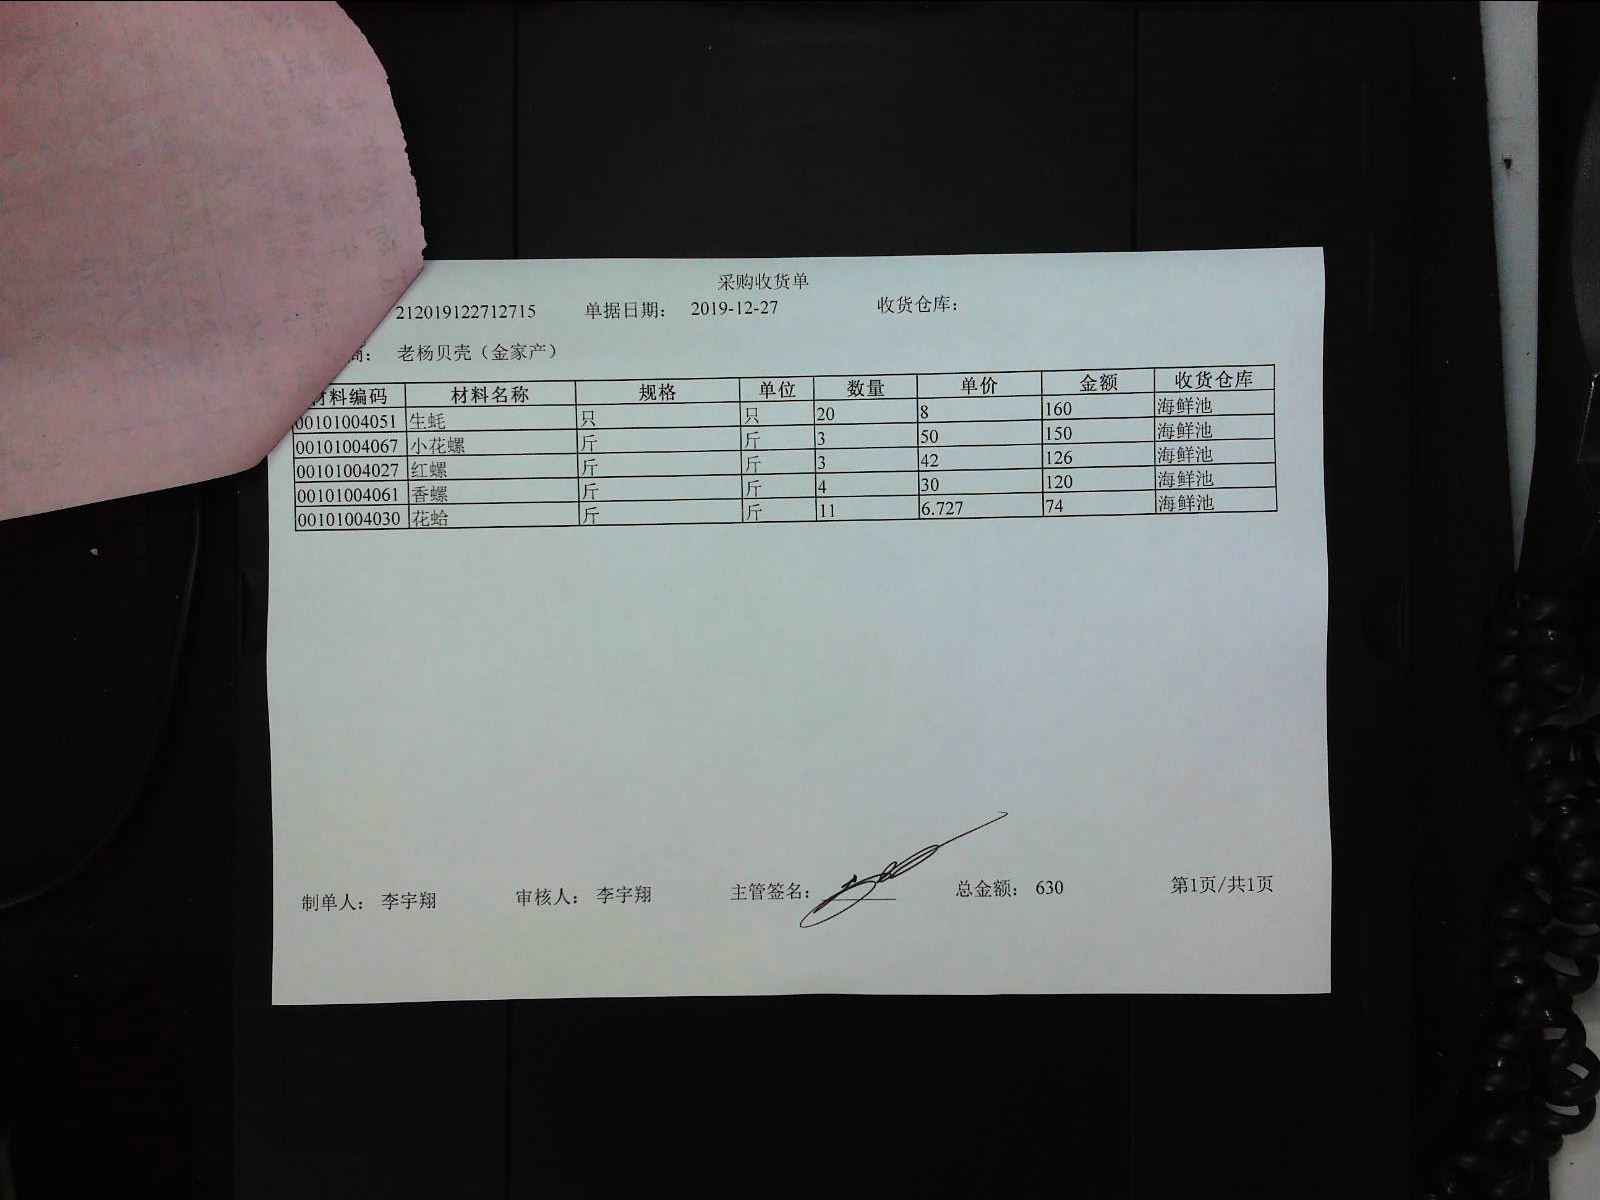 采购收货单
212019122712715 单据日期： 2019-12-27 收货仓库：
商： 老杨贝壳（金家产）
材料编码 材料名称 规格 单位 数量 单价 金额 收货仓库
00101004051 生蚝 只 只 20 8 160 海鲜池
00101004067 小花螺 斤 斤 3 50 150 海鲜池
00101004027 红螺 斤 斤 3 42 126 海鲜池
00101004061 香螺 斤 斤 4 30 120 海鲜池
00101004030 花蛤 斤 斤 11 6.727 74 海鲜池
制单人： 李宇翔 审核人： 李宇翔 主管签名： 总金额： 630 第1页/共1页